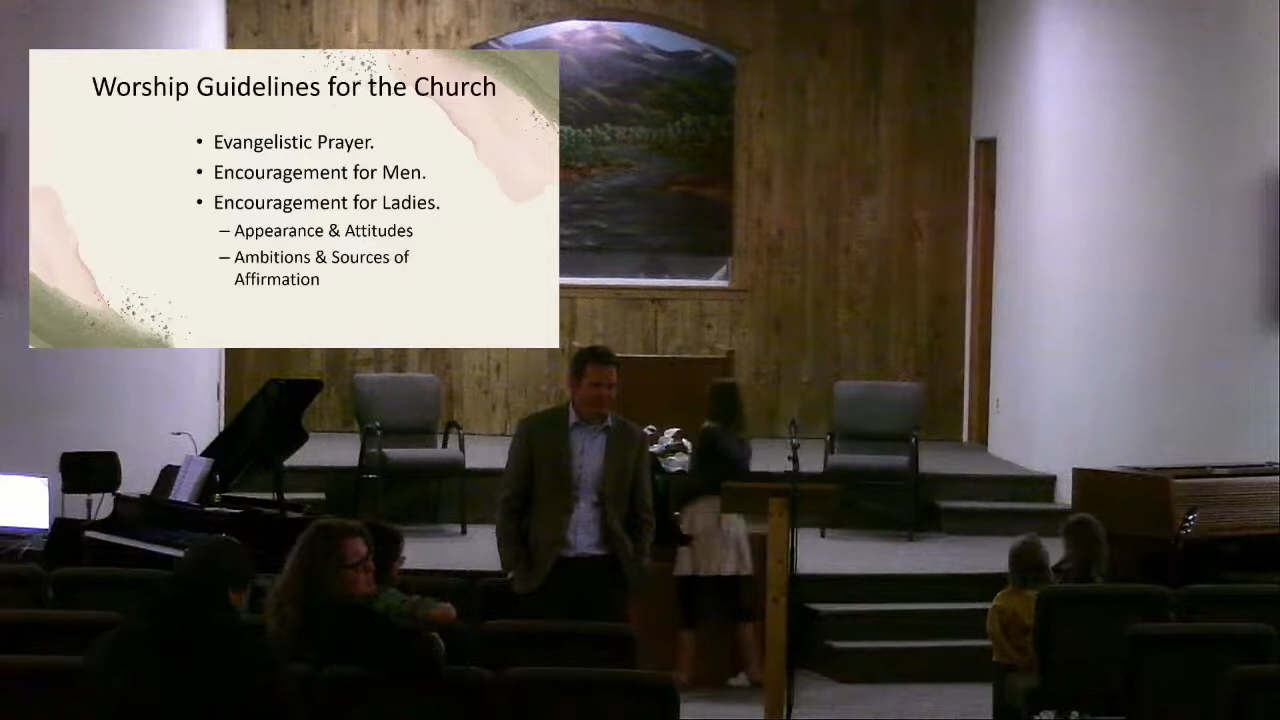 Worship Guidelines for the Church
• Evangelistic Prayer.
• Encouragement for Men.
• Encouragement for Ladies.
– Appearance & Attitudes
– Ambitions & Sources of
Affirmation